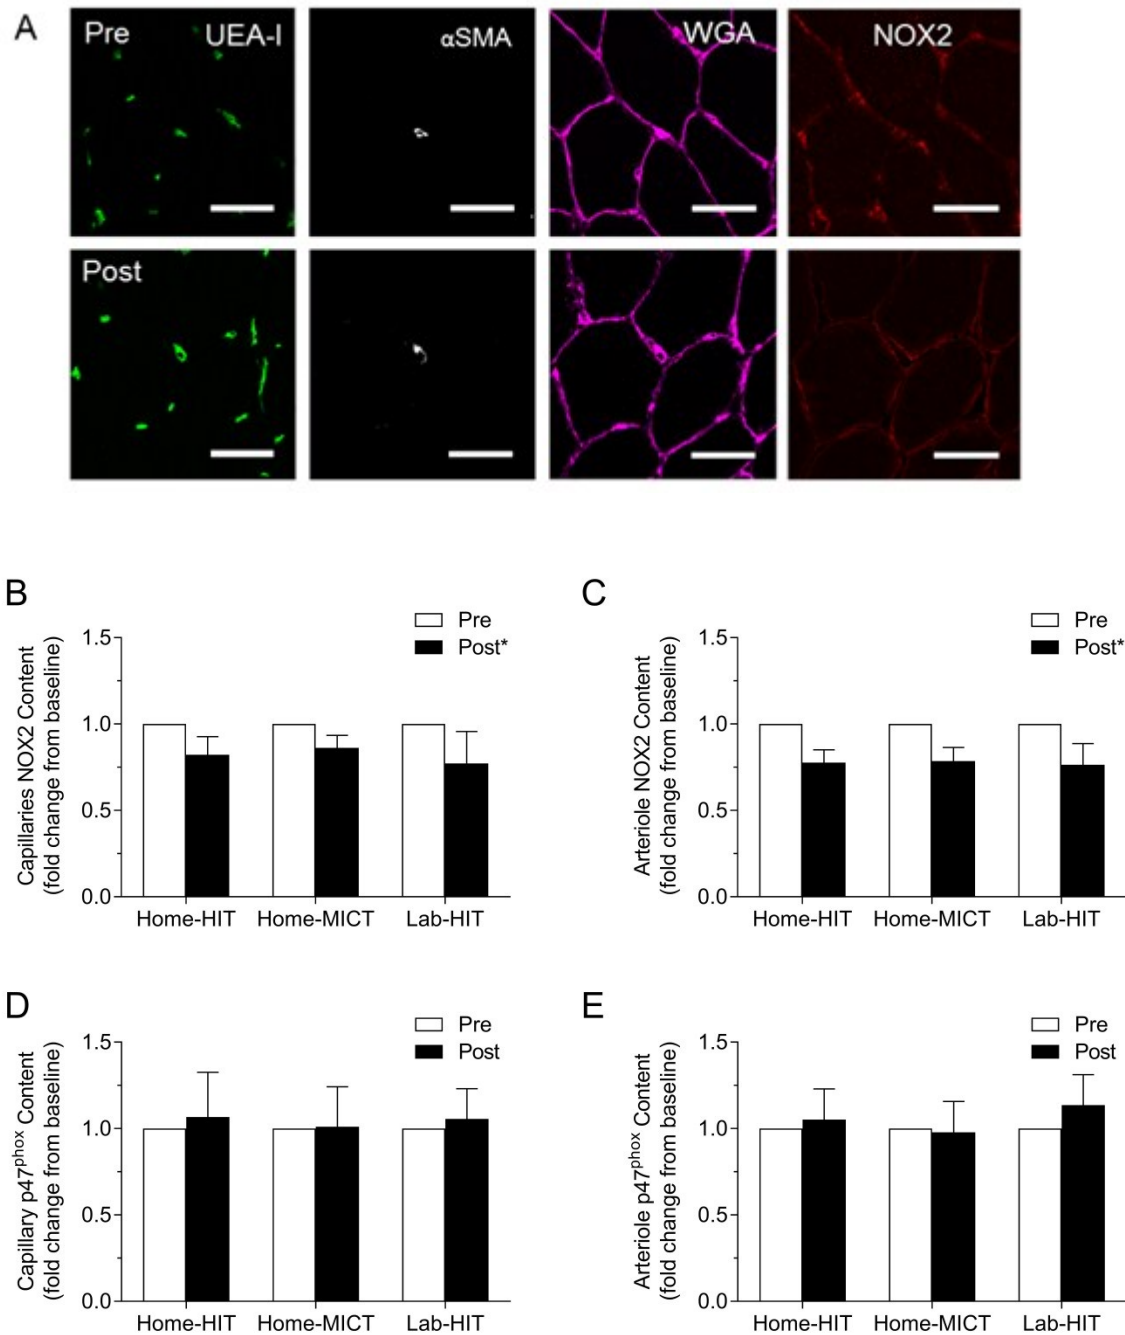 A
Pre
UEA-I
αSMA
WGA
NOX2
Post
B
Capillaries NOX2 Content
(fold change from baseline)
Pre
Post*
1.5
1.0
0.5
0.0
Home-HIT Home-MICT Lab-HIT
C
Arteriole NOX2 Content
(fold change from baseline)
Pre
Post*
1.5
1.0
0.5
0.0
Home-HIT Home-MICT Lab-HIT
D
Capillary p47phox Content
(fold change from baseline)
Pre
Post
1.5
1.0
0.5
0.0
Home-HIT Home-MICT Lab-HIT
E
Arteriole p47phox Content
(fold change from baseline)
Pre
Post
1.5
1.0
0.5
0.0
Home-HIT Home-MICT Lab-HIT